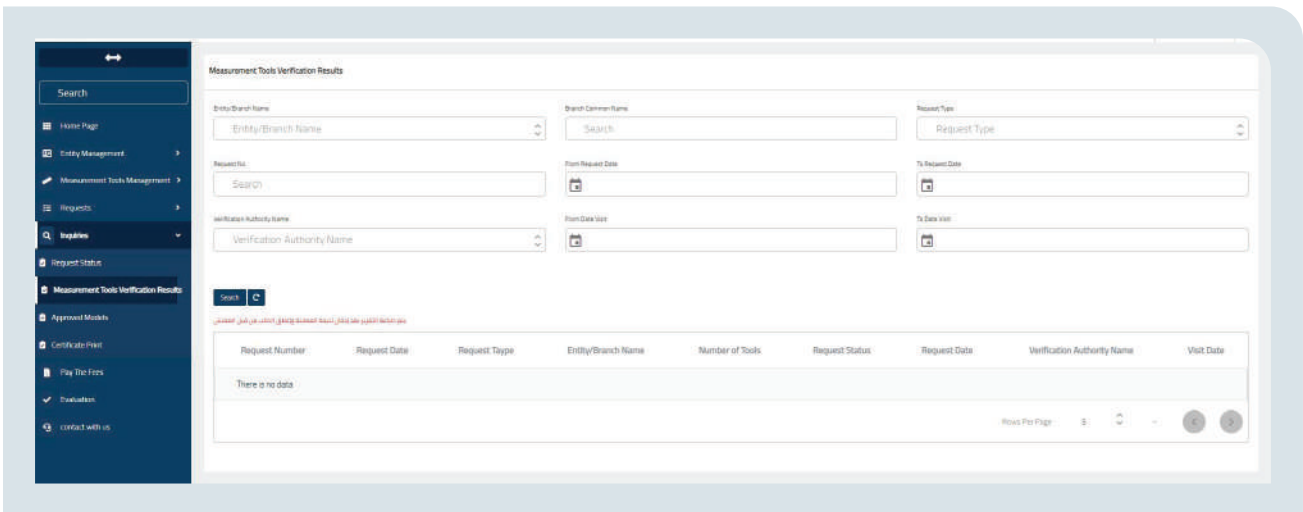 Search
Home Page
Entity Management
Measurement Tools Management
Requests
Inquiries
Request Status
Measurement Tools Verification Results
Approved Models
Certificate Print
Pay The Fees
Evaluation
contact with us
Measurement Tools Verification Results
Entity/Branch Name
Branch Common Name
Request Type
Entity/Branch Name
Search
Request Type
Request No.
From Request Date
To Request Date
Search
Verification Authority Name
From Date Visit
To Date Visit
Verification Authority Name
Search
Request Number Request Date Request Taype Entity/Branch Name Number of Tools Request Status Request Date Verification Authority Name Visit Date
There is no data
Rows Per Page 5